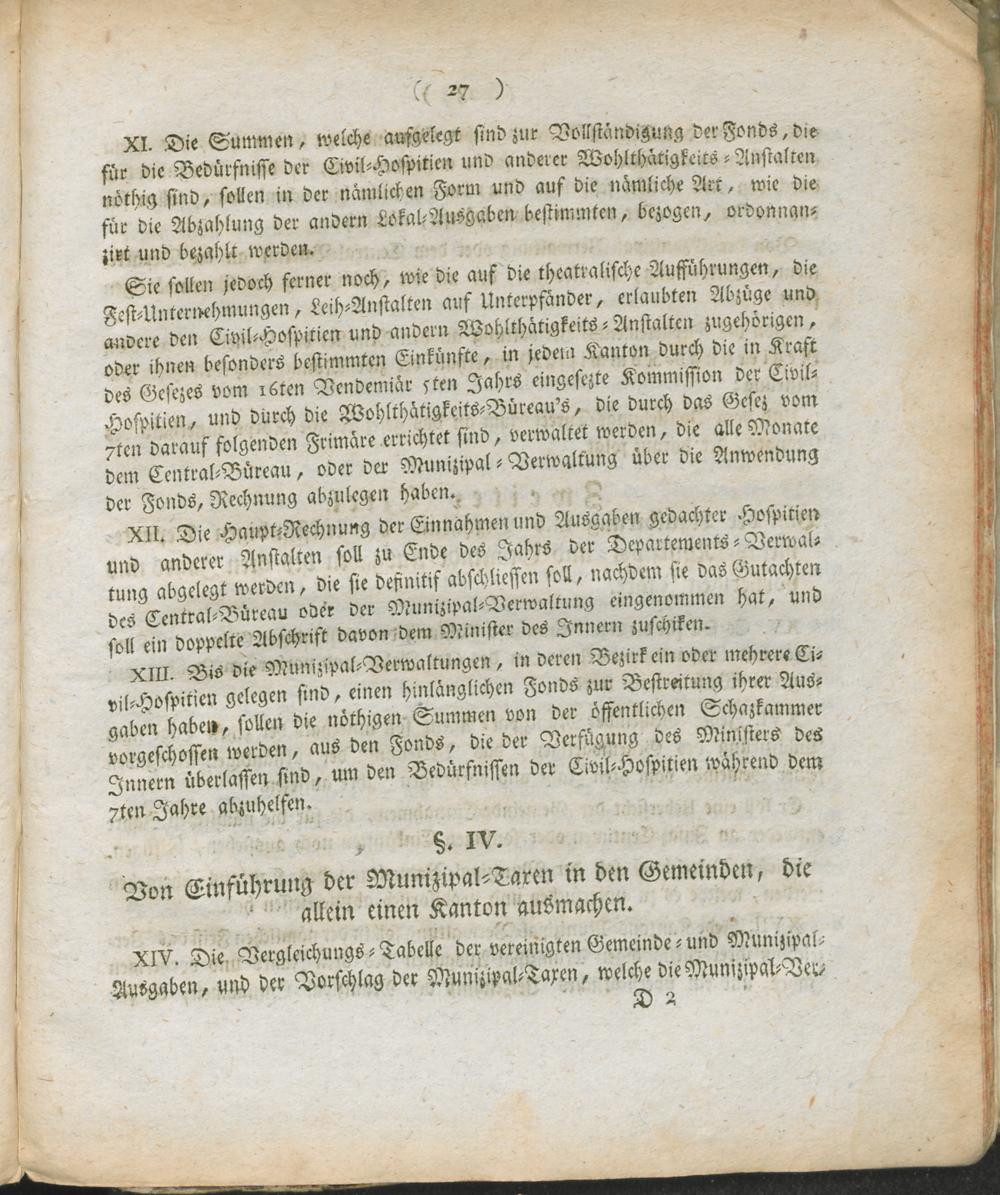 (( 27 )
XI. Die Summen, welche aufgelegt sind zur Vollständigung der Fonds, die
für die Bedürfnisse der Civil-Hospitien und anderer Wohlthätigkeits-Anstalten
nöthig sind, sollen in der nämlichen Form und auf die nämliche Art, wie die
für die Abzahlung der andern Lokal-Ausgaben bestimmten, bezogen, ordonnan-
zirt und bezahlt werden.
Sie sollen jedoch ferner noch, wie die auf die theatralische Aufführungen, die
Fest-Unternehmungen, Leih-Anstalten auf Unterpfänder, erlaubten Abzüge und
andere den Civil-Hospitien und andern Wohlthätigkeits-Anstalten zugehörigen,
oder ihnen besonders bestimmten Einkünfte, in jedem Kanton durch die in Kraft
des Gesezes vom 16ten Vendemiär 5ten Jahrs eingesezte Kommission der Civil-
Hospitien, und durch die Wohlthätigkeits-Büreau's, die durch das Gesez vom
7ten darauf folgenden Frimäre errichtet sind, verwaltet werden, die alle Monate
dem Central-Büreau, oder der Munizipal-Verwaltung über die Anwendung
der Fonds, Rechnung abzulegen haben.
XII. Die Haupt-Rechnung der Einnahmen und Ausgaben gedachter Hospitien
und anderer Anstalten soll zu Ende des Jahrs der Departements-Verwal-
tung abgelegt werden, die sie definitif abschliessen soll, nachdem sie das Gutachten
des Central-Büreau oder der Munizipal-Verwaltung eingenommen hat, und
soll ein doppelte Abschrift davon dem Minister des Innern zuschiken.
XIII. Bis die Munizipal-Verwaltungen, in deren Bezirk ein oder mehrere Ci-
vil-Hospitien gelegen sind, einen hinlänglichen Fonds zur Bestreitung ihrer Aus-
gaben haben, sollen die nöthigen Summen von der öffentlichen Schazkammer
vorgeschossen werden, aus den Fonds, die der Verfügung des Ministers des
Innern überlassen sind, um den Bedürfnissen der Civil-Hospitien während dem
7ten Jahre abzuhelfen.
§. IV.
Von Einführung der Munizipal-Taxen in den Gemeinden, die
allein einen Kanton ausmachen.
XIV. Die Vergleichungs-Tabelle der vereinigten Gemeinde- und Munizipal-
Ausgaben, und der Vorschlag der Munizipal-Taxen, welche die Munizipal-Ver-
D 2